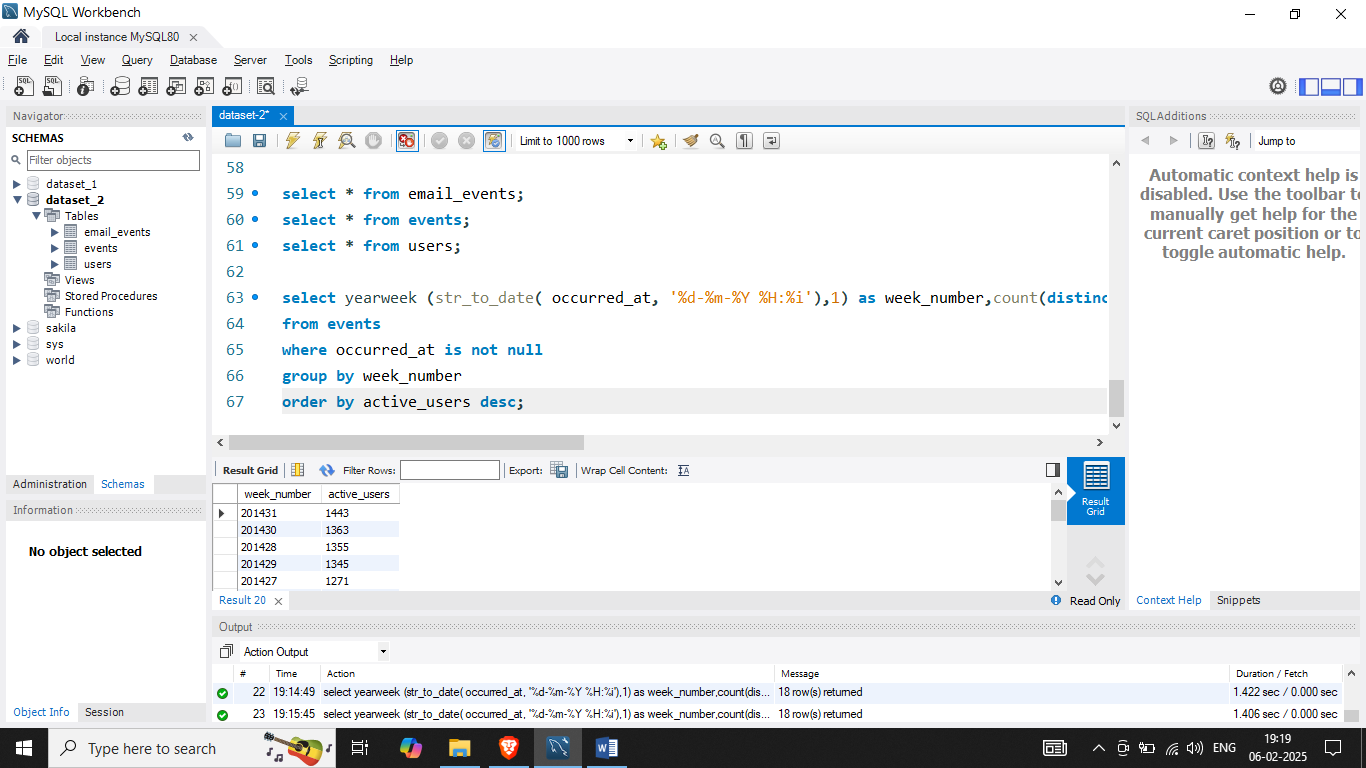 MySQL Workbench
Local instance MySQL80
File Edit View Query Database Server Tools Scripting Help
Navigator
SCHEMAS
Filter objects
dataset_1
dataset_2
Tables
email_events
events
users
Views
Stored Procedures
Functions
sakila
sys
world
Administration Schemas
Information
No object selected
Object Info Session
dataset-2*
Limit to 1000 rows
58
59 select * from email_events;
60 select * from events;
61 select * from users;
62
63 select yearweek (str_to_date( occurred_at, '%d-%m-%Y %H:%i'),1) as week_number,count(distinc
64 from events
65 where occurred_at is not null
66 group by week_number
67 order by active_users desc;
Result Grid Filter Rows: Export: Wrap Cell Content:
week_number active_users
201431 1443
201430 1363
201428 1355
201429 1345
201427 1271
Result Grid
Result 20
Read Only
SQLAdditions
Jump to
Automatic context help is
disabled. Use the toolbar to
manually get help for the
current caret position or to
toggle automatic help.
Context Help Snippets
Output
Action Output
# Time Action Message Duration / Fetch
22 19:14:49 select yearweek (str_to_date( occurred_at, '%d-%m-%Y %H:%i'),1) as week_number,count(dis... 18 row(s) returned 1.422 sec / 0.000 sec
23 19:15:45 select yearweek (str_to_date( occurred_at, '%d-%m-%Y %H:%i'),1) as week_number,count(dis... 18 row(s) returned 1.406 sec / 0.000 sec
Type here to search
ENG
19:19
06-02-2025